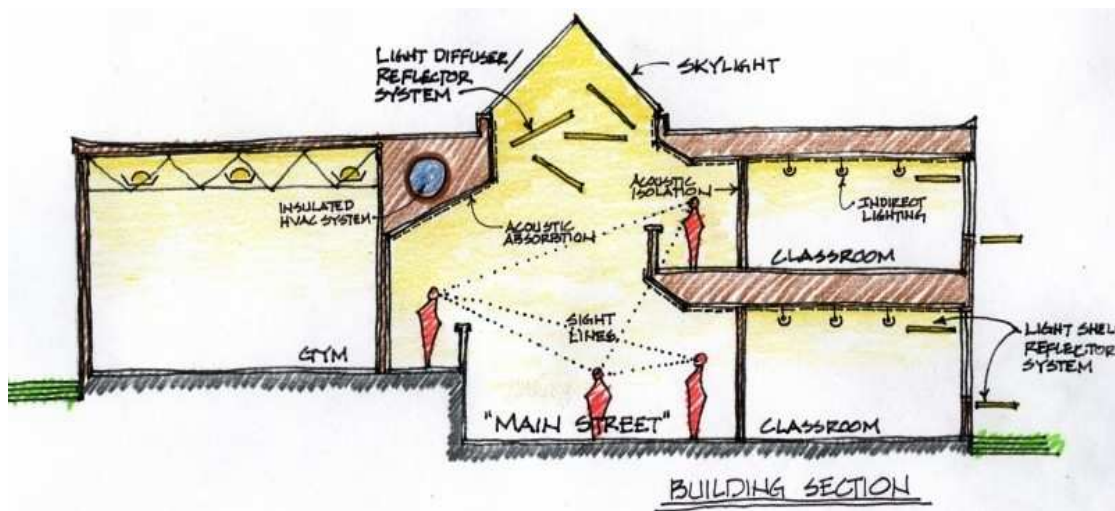 LIGHT DIFFUSER/
REFLECTOR
SYSTEM
SKYLIGHT
INSULATED
HVAC SYSTEM
ACOUSTIC
ABSORPTION
ACOUSTIC
ISOLATION
INDIRECT
LIGHTING
CLASSROOM
SIGHT
LINES
GYM
LIGHT SHEL
REFLECTOR
SYSTEM
"MAIN STREET"
CLASSROOM
BUILDING SECTION